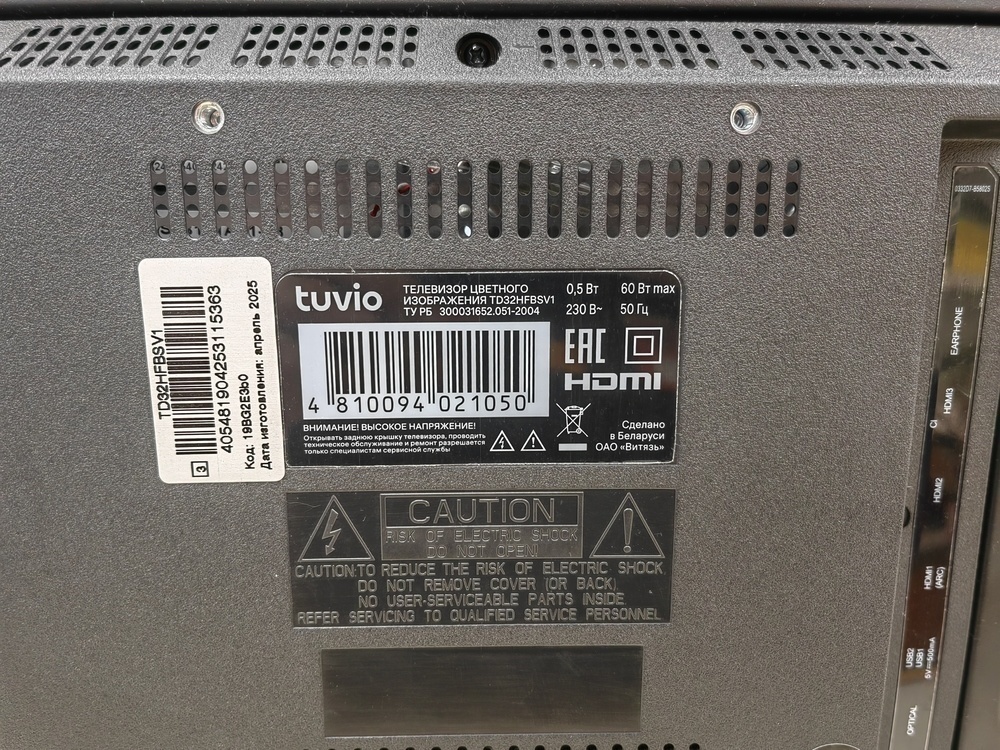 TD32HFBSV1
4054819042531153​63
Код: 19BG2E3b0
Дата изготовления: апрель 2025
3
tuvio
ТЕЛЕВИЗОР ЦВЕТНОГО
ИЗОБРАЖЕНИЯ TD32HFBSV1
ТУ РБ 300031652.051-2004
0,5 Вт 60 Вт max
230 В~ 50 Гц
EAC
HDMI
4 810094 021050
ВНИМАНИЕ! ВЫСОКОЕ НАПРЯЖЕНИЕ!
Открывать заднюю крышку телевизора, проводить
техническое обслуживание и ремонт разрешается
только специалистам сервисной службы
Сделано
в Беларуси
ОАО «Витязь»
CAUTION
RISK OF ELECTRIC SHOCK
DO NOT OPEN!
CAUTION:TO REDUCE THE RISK OF ELECTRIC SHOCK
DO NOT REMOVE COVER (OR BACK)
NO USER-SERVICEABLE PARTS INSIDE
REFER SERVICING TO QUALIFIED SERVICE PERSONNEL
EARPHONE
HDMI3
CI
HDMI2
HDMI1
(ARC)
USB2
USB1
5V⎓500mA
OPTICAL